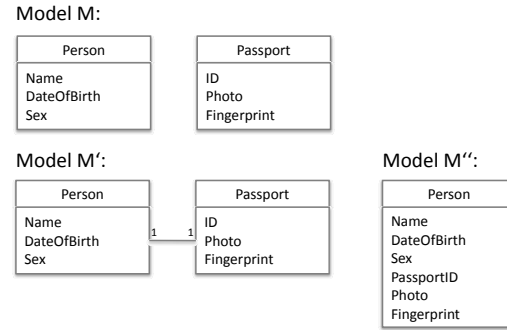 Model M:
Person
Name
DateOfBirth
Sex
Passport
ID
Photo
Fingerprint
Model M‘:
Person
Name
DateOfBirth
Sex
1 1
Passport
ID
Photo
Fingerprint
Model M‘‘:
Person
Name
DateOfBirth
Sex
PassportID
Photo
Fingerprint